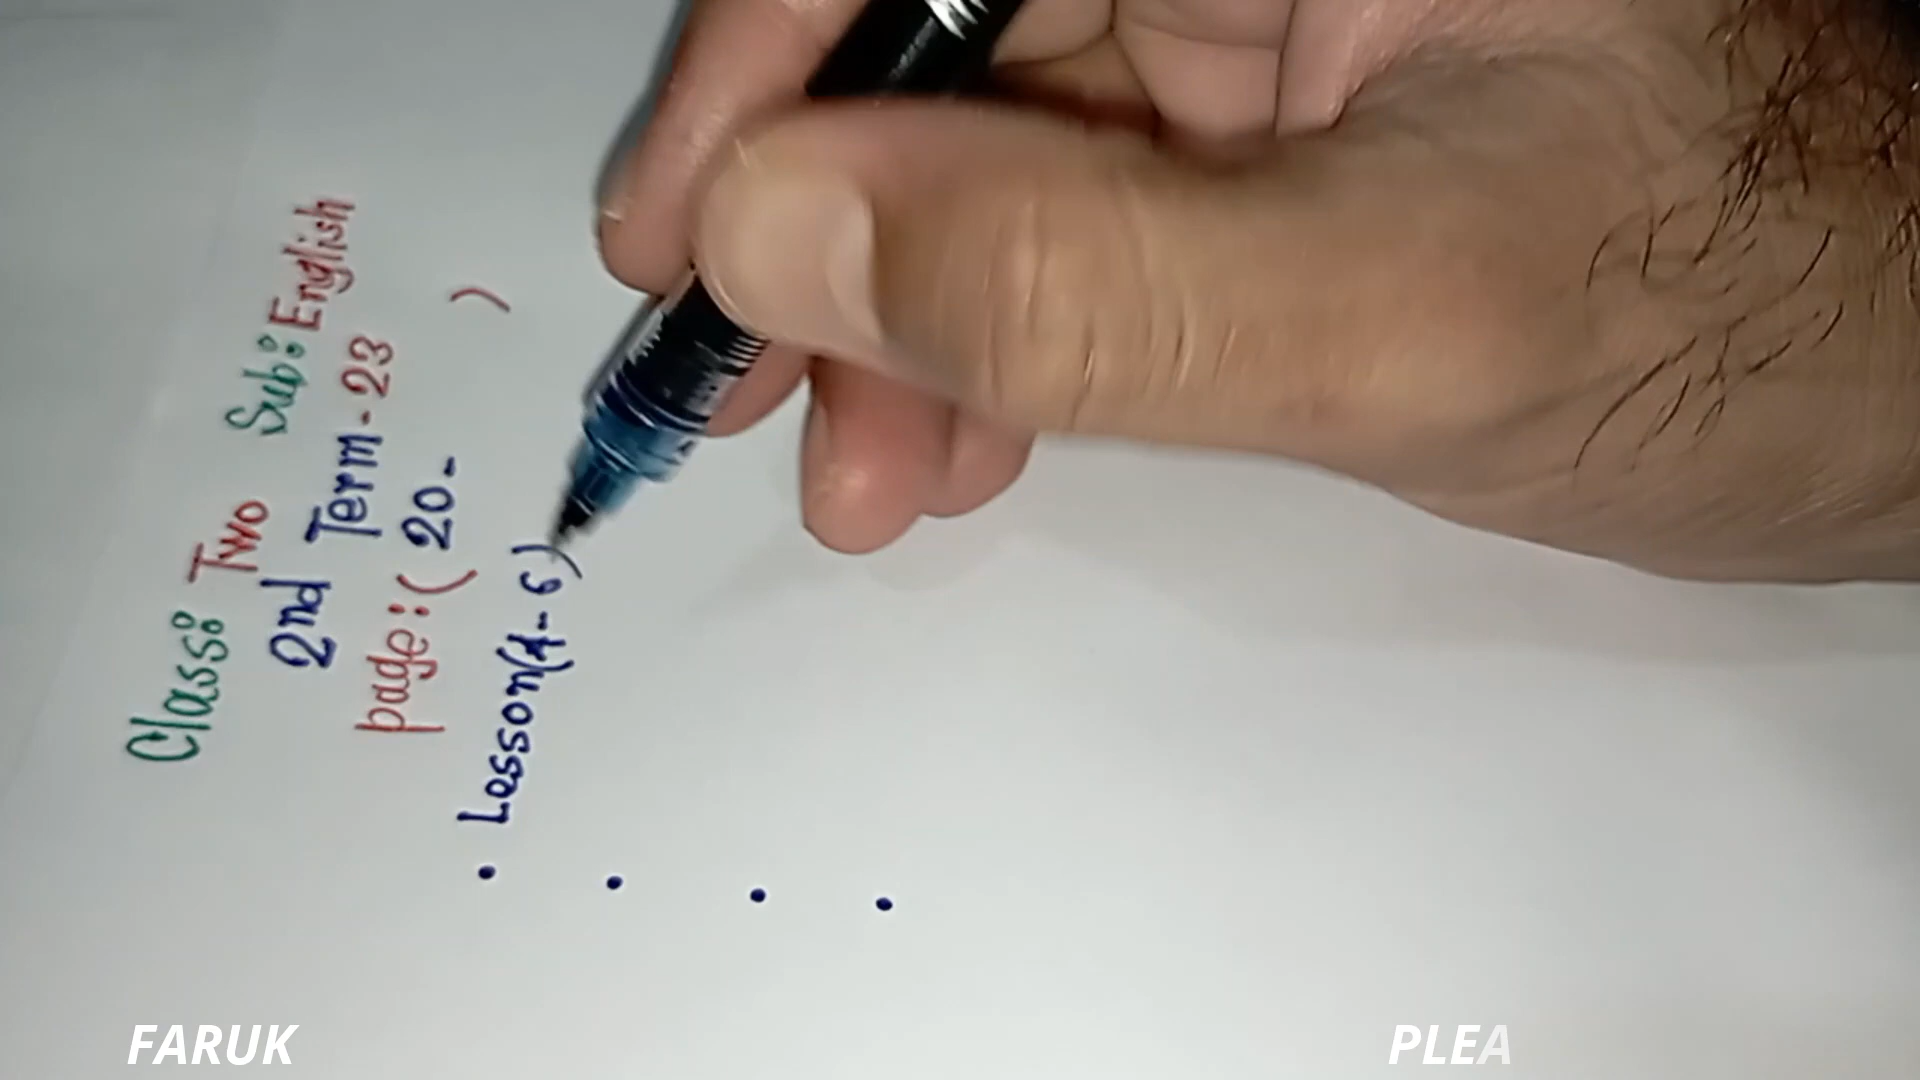 Class: Two Sub: English
2nd Term - 23
page: ( 20- )
• Lesson(4-6)
•
•
•
FARUK
PLEA